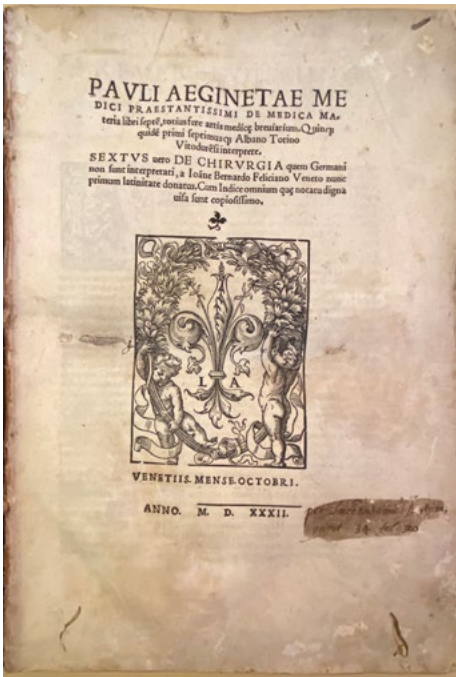 PAVLI AEGINETAE ME
DICI PRAESTANTISSIMI DE MEDICA MA-
teria libri septẽ, totius fere artis medicę breuiarium. Quinq;
quidẽ primi septimusq; Albano Torino
Vitodurẽsi interprete.
SEXTVS uero DE CHIRVRGIA quem Germani
non sunt interpretati, a Ioãne Bernardo Feliciano Veneto nunc
primum latinitate donatus. Cum Indice omnium quę notatu digna
uisa sunt copiosissimo.
L A
VENETIIS. MENSE. OCTOBRI.
ANNO. M. D. XXXII.